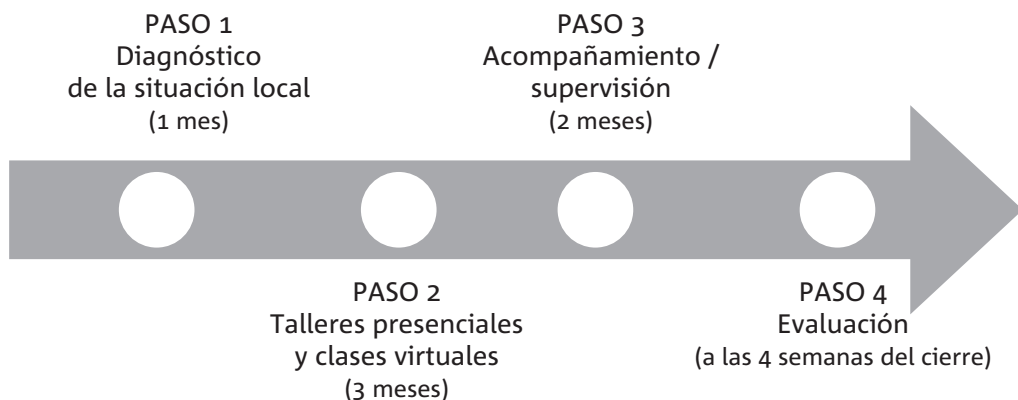 PASO 1
Diagnóstico
de la situación local
(1 mes)
PASO 2
Talleres presenciales
y clases virtuales
(3 meses)
PASO 3
Acompañamiento /
supervisión
(2 meses)
PASO 4
Evaluación
(a las 4 semanas del cierre)